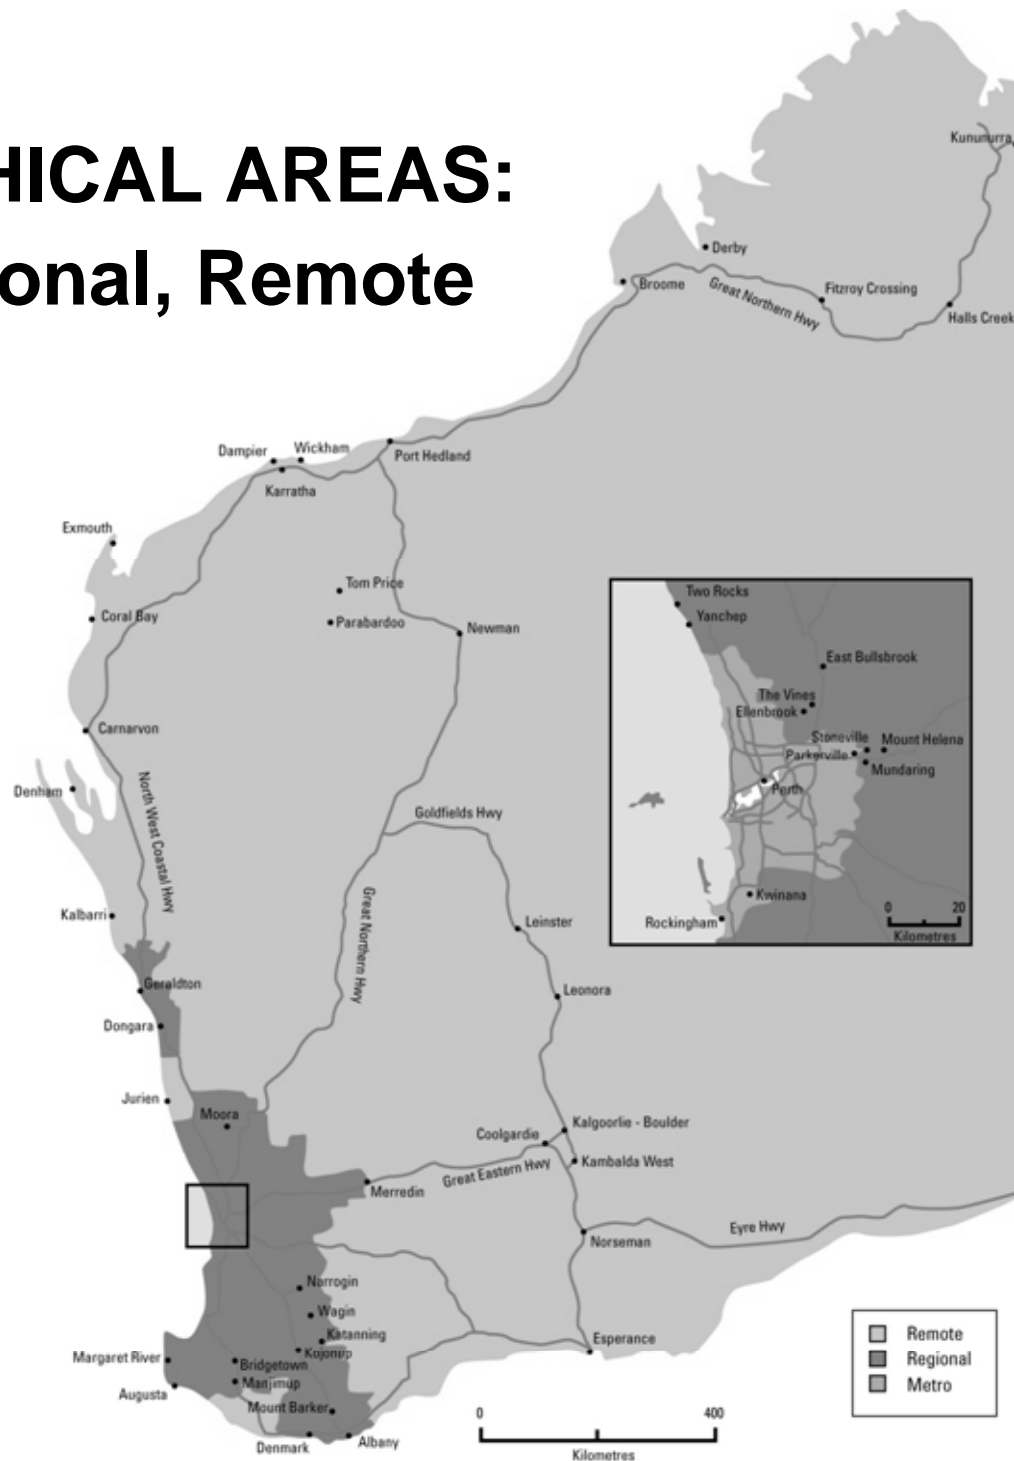 HICAL AREAS:
onal, Remote
Kununurra
Derby
Broome
Great Northern Hwy
Fitzroy Crossing
Halls Creek
Dampier
Wickham
Port Hedland
Karratha
Exmouth
Tom Price
Coral Bay
Parabardoo
Newman
Two Rocks
Yanchep
East Bullsbrook
The Vines
Ellenbrook
Stoneville
Mount Helena
Parkerville
Mundaring
Perth
Kwinana
Rockingham
0 20
Kilometres
Carnarvon
Denham
North West Coastal Hwy
Goldfields Hwy
Great Northern Hwy
Kalbarri
Leinster
Geraldton
Leonora
Dongara
Jurien
Moora
Kalgoorlie - Boulder
Coolgardie
Kambalda West
Great Eastern Hwy
Merredin
Eyre Hwy
Norseman
Narrogin
Wagin
Katanning
Kojonup
Esperance
Margaret River
Bridgetown
Manjimup
Augusta
Mount Barker
Denmark
Albany
0 400
Kilometres
Remote
Regional
Metro